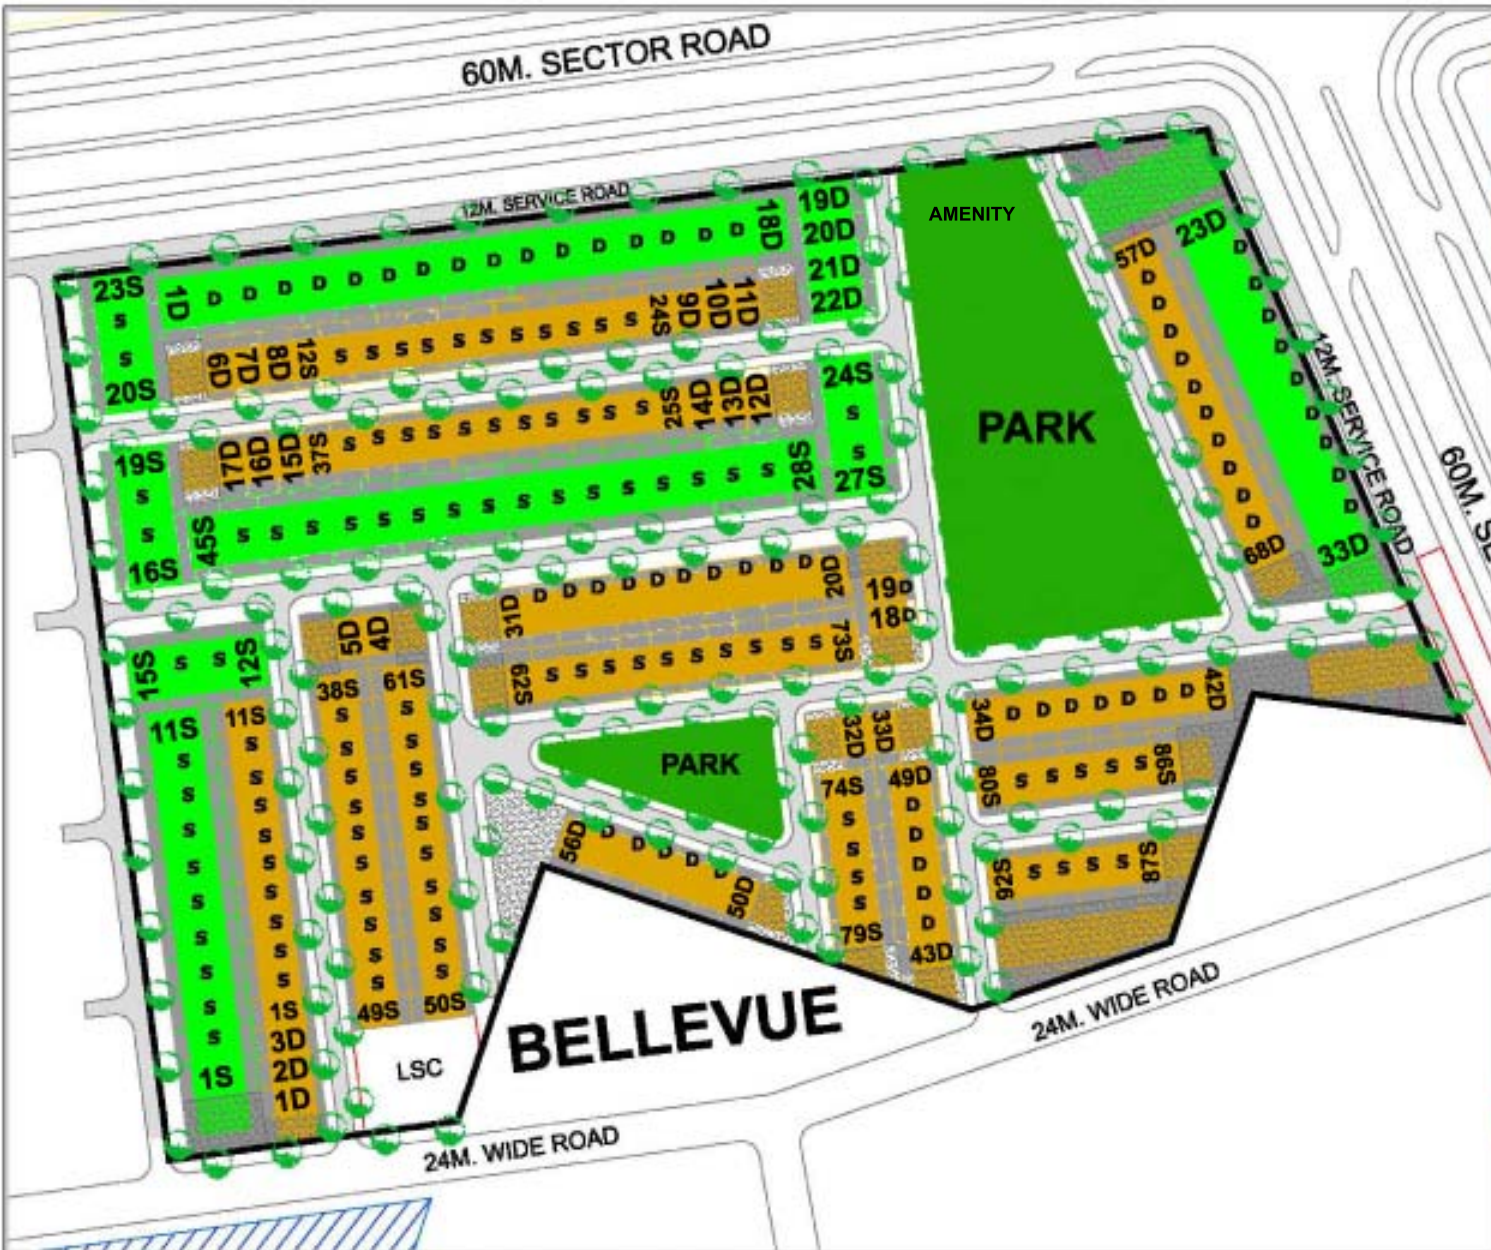 60M. SECTOR ROAD
12M. SERVICE ROAD
AMENITY
23S
S
S
20S
1D D D D D D D D D D D D D D D D D 18D
19D
20D
21D
22D
6D 7D 8D 12S S S S S S S S S S S S 24S 9D 10D 11D
17D 16D 15D 37S S S S S S S S S S S S 25S 14D 13D 12D
24S
S
S
27S
19S
S
S
16S
45S S S S S S S S S S S S S S S S S 28S
PARK
57D
D
D
D
D
D
D
D
D
D
D
68D
23D
D
D
D
D
D
D
D
D
D
33D
12M. SERVICE ROAD
60M. SE
31D D D D D D D D D D D 20D
19D
18D
62S S S S S S S S S S S 73S
15S S S 12S
5D 4D
11S
S
S
S
S
S
S
S
S
S
1S
11S
S
S
S
S
S
S
S
S
S
1S
3D
2D
1D
38S
S
S
S
S
S
S
S
S
S
S
49S
61S
S
S
S
S
S
S
S
S
S
S
50S
LSC
PARK
56D D D D D D 50D
32D 33D
74S
S
S
S
S
79S
49D
D
D
D
D
D
43D
34D D D D D D D D 42D
80S S S S S S 86S
92S S S S S 87S
BELLEVUE
24M. WIDE ROAD
24M. WIDE ROAD